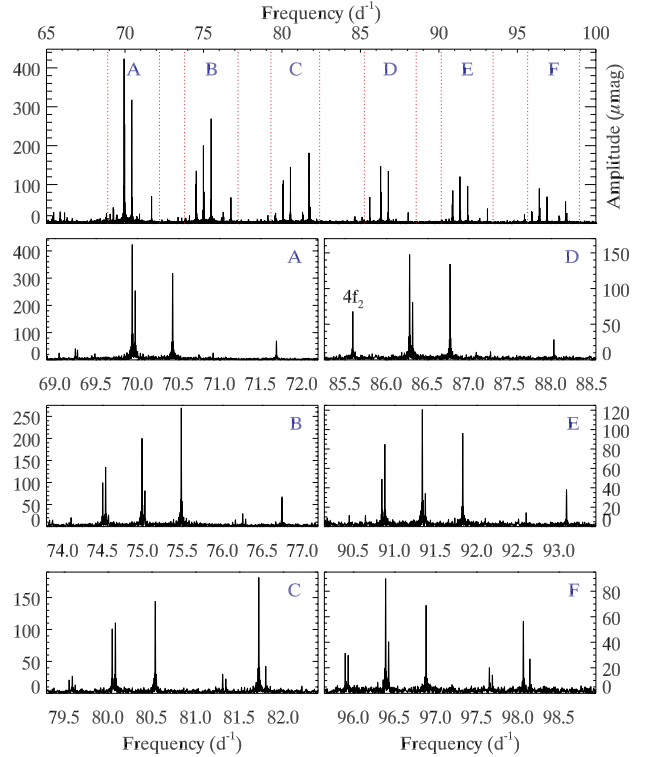 Frequency (d⁻¹)
65 70 75 80 85 90 95 100
400 300 200 100 0
A B C D E F
Amplitude (μmag)
400 300 200 100 0
A
69.0 69.5 70.0 70.5 71.0 71.5 72.0
D
4f₂
150 100 50 0
85.5 86.0 86.5 87.0 87.5 88.0 88.5
250 200 150 100 50 0
B
74.0 74.5 75.0 75.5 76.0 76.5 77.0
E
120 100 80 60 40 20 0
90.5 91.0 91.5 92.0 92.5 93.0
150 100 50 0
C
79.5 80.0 80.5 81.0 81.5 82.0
Frequency (d⁻¹)
F
80 60 40 20 0
96.0 96.5 97.0 97.5 98.0 98.5
Frequency (d⁻¹)